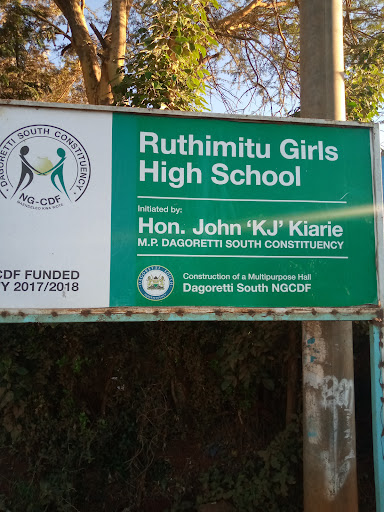 DAGORETTI SOUTH CONSTITUENCY
NG-CDF
Ruthimitu Girls
High School
Initiated by:
Hon. John 'KJ' Kiarie
M.P. DAGORETTI SOUTH CONSTITUENCY
CDF FUNDED
Y 2017/2018
Construction of a Multipurpose Hall
Dagoretti South NGCDF